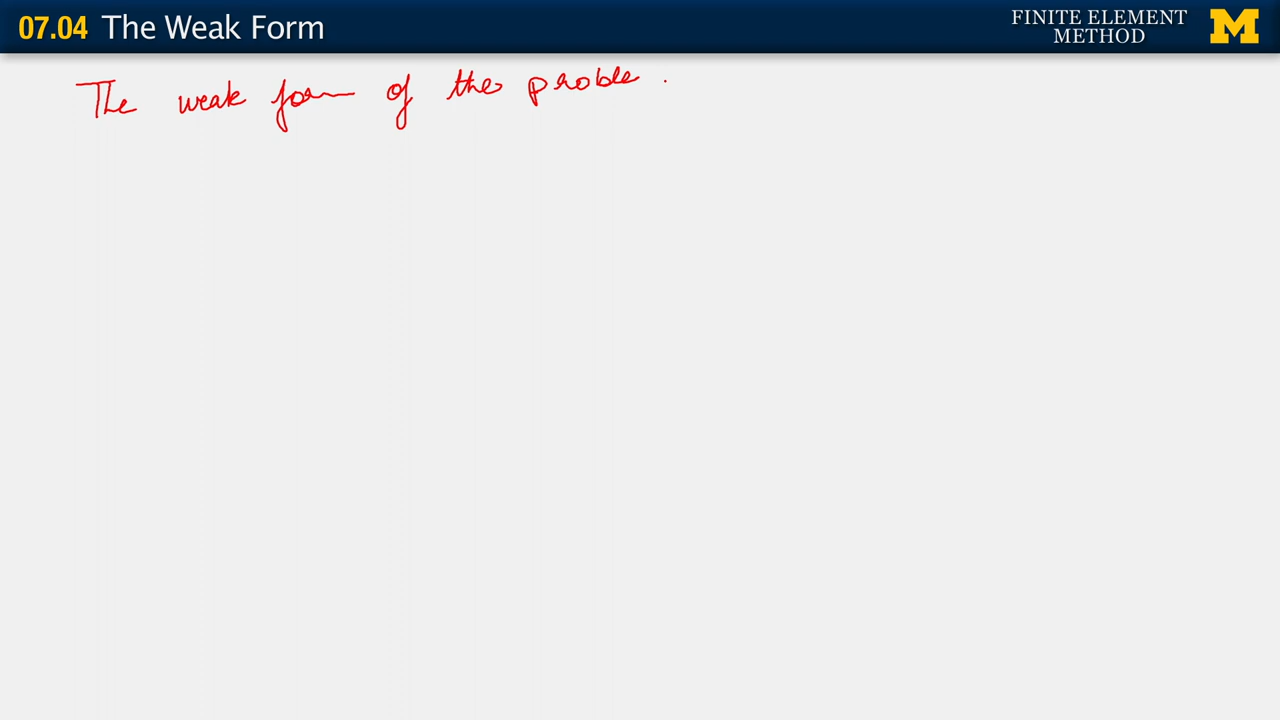 07.04 The Weak Form
FINITE ELEMENT
METHOD
M
The weak form of the proble.